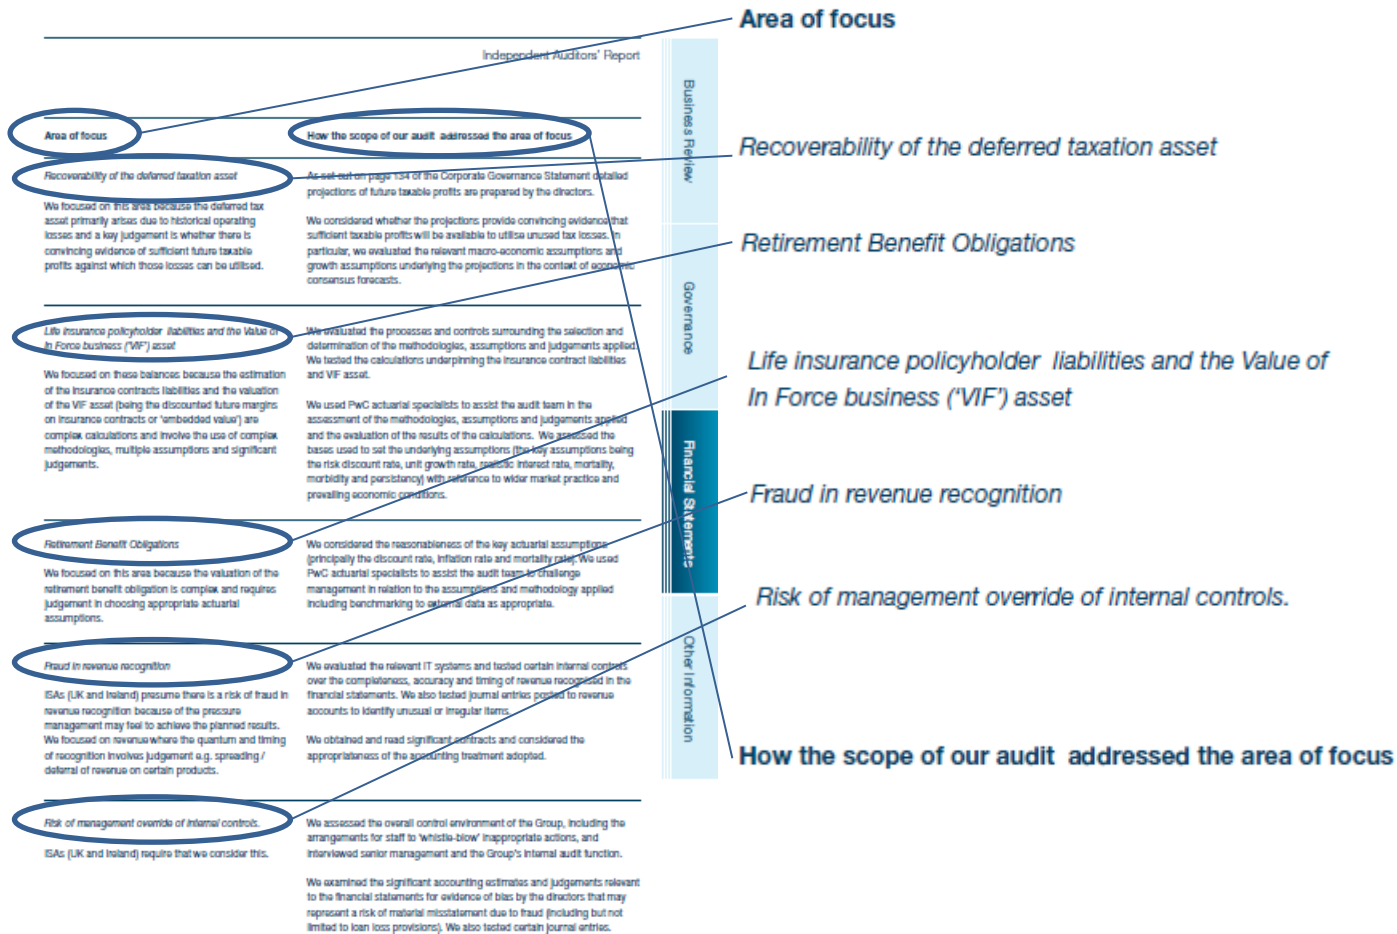 Independent Auditors' Report
Area of focus
How the scope of our audit addressed the area of focus
Recoverability of the deferred taxation asset
We focused on this area because the deferred tax
asset primarily arises due to historical operating
losses and a key judgement is whether there is
convincing evidence of sufficient future taxable
profits against which those losses can be utilised.
As set out on page 134 of the Corporate Governance Statement detailed
projections of future taxable profits are prepared by the directors.
We considered whether the projections provide convincing evidence that
sufficient taxable profits will be available to utilise unused tax losses. In
particular, we evaluated the relevant macro-economic assumptions and
growth assumptions underlying the projections in the context of economic
consensus forecasts.
Life insurance policyholder liabilities and the Value of
In Force business ('VIF') asset
We focused on these balances because the estimation
of the insurance contracts liabilities and the valuation
of the VIF asset (being the discounted future margins
on insurance contracts or 'embedded value') are
complex calculations and involve the use of complex
methodologies, multiple assumptions and significant
judgements.
We evaluated the processes and controls surrounding the selection and
determination of the methodologies, assumptions and judgements applied.
We tested the calculations underpinning the insurance contract liabilities
and VIF asset.
We used PwC actuarial specialists to assist the audit team in the
assessment of the methodologies, assumptions and judgements applied
and the evaluation of the results of the calculations. We assessed the
bases used to set the underlying assumptions (the key assumptions being
the risk discount rate, unit growth rate, realistic interest rate, mortality,
morbidity and persistency) with reference to wider market practice and
prevailing economic conditions.
Retirement Benefit Obligations
We focused on this area because the valuation of the
retirement benefit obligation is complex and requires
judgement in choosing appropriate actuarial
assumptions.
We considered the reasonableness of the key actuarial assumptions
(principally the discount rate, inflation rate and mortality rate). We used
PwC actuarial specialists to assist the audit team to challenge
management in relation to the assumptions and methodology applied
including benchmarking to external data as appropriate.
Fraud in revenue recognition
ISAs (UK and Ireland) presume there is a risk of fraud in
revenue recognition because of the pressure
management may feel to achieve the planned results.
We focused on revenue where the quantum and timing
of recognition involves judgement e.g. spreading /
deferral of revenue on certain products.
We evaluated the relevant IT systems and tested certain internal controls
over the completeness, accuracy and timing of revenue recognised in the
financial statements. We also tested journal entries posted to revenue
accounts to identify unusual or irregular items.
We obtained and read significant contracts and considered the
appropriateness of the accounting treatment adopted.
Risk of management override of internal controls.
ISAs (UK and Ireland) require that we consider this.
We assessed the overall control environment of the Group, including the
arrangements for staff to 'whistle-blow' inappropriate actions, and
interviewed senior management and the Group's internal audit function.
We examined the significant accounting estimates and judgements relevant
to the financial statements for evidence of bias by the directors that may
represent a risk of material misstatement due to fraud (including but not
limited to loan loss provisions). We also tested certain journal entries.
Business Review
Governance
Financial Statements
Other Information
Area of focus
Recoverability of the deferred taxation asset
Retirement Benefit Obligations
Life insurance policyholder liabilities and the Value of
In Force business ('VIF') asset
Fraud in revenue recognition
Risk of management override of internal controls.
How the scope of our audit addressed the area of focus